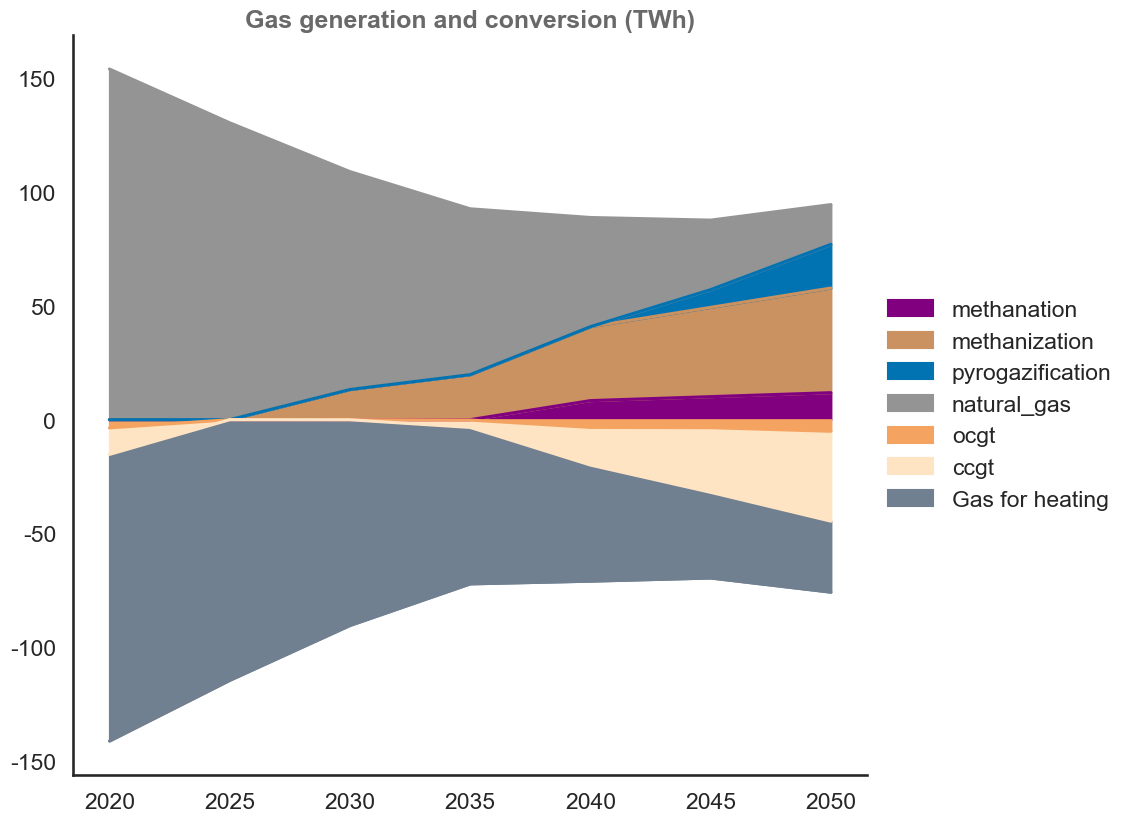 Gas generation and conversion (TWh)
150
100
50
0
-50
-100
-150
2020 2025 2030 2035 2040 2045 2050
methanation
methanization
pyrogazification
natural_gas
ocgt
ccgt
Gas for heating